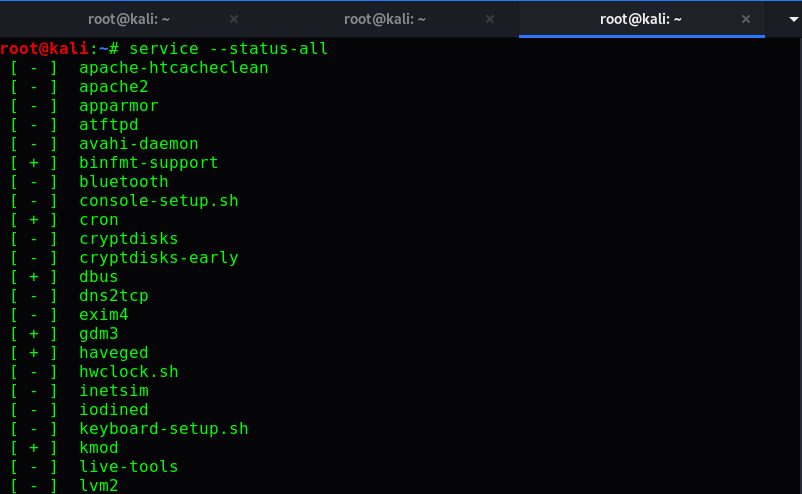 root@kali: ~ × root@kali: ~ × root@kali: ~ ×
root@kali:~# service --status-all
[ - ] apache-htcacheclean
[ - ] apache2
[ - ] apparmor
[ - ] atftpd
[ - ] avahi-daemon
[ + ] binfmt-support
[ - ] bluetooth
[ - ] console-setup.sh
[ + ] cron
[ - ] cryptdisks
[ - ] cryptdisks-early
[ + ] dbus
[ - ] dns2tcp
[ - ] exim4
[ + ] gdm3
[ + ] haveged
[ - ] hwclock.sh
[ - ] inetsim
[ - ] iodined
[ - ] keyboard-setup.sh
[ + ] kmod
[ - ] live-tools
[ - ] lvm2